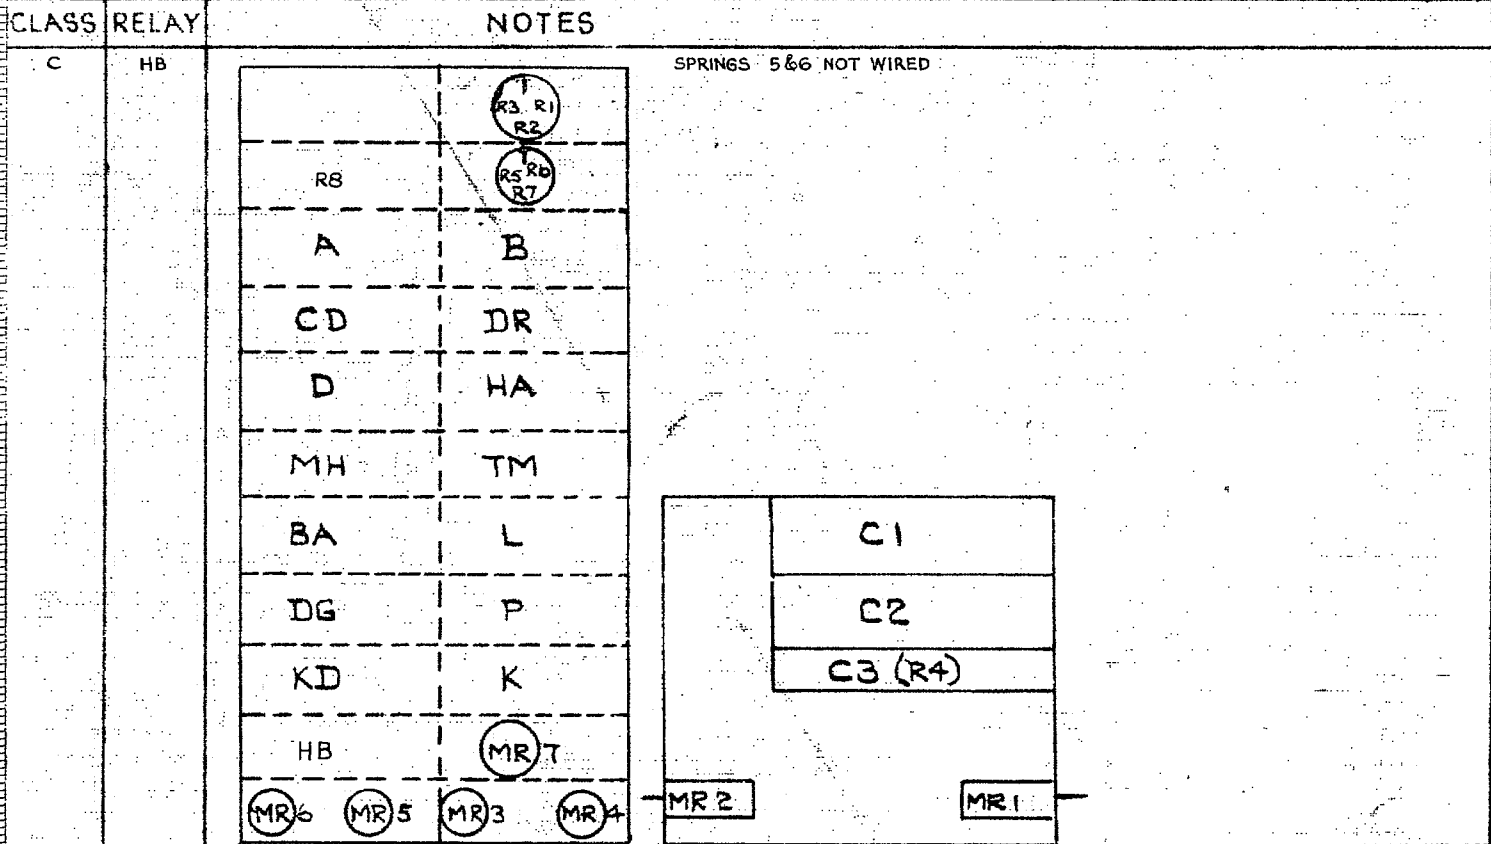 CLASS RELAY NOTES
C HB SPRINGS 5&6 NOT WIRED
T
R3 R1
R2
T
R8 R5 R6
R7
A B
CD DR
D HA
MH TM
BA L
DG P
KD K
HB MR 7
MR 6 MR 5 MR 3 MR 4
C1
C2
C3 (R4)
MR 2 MR 1